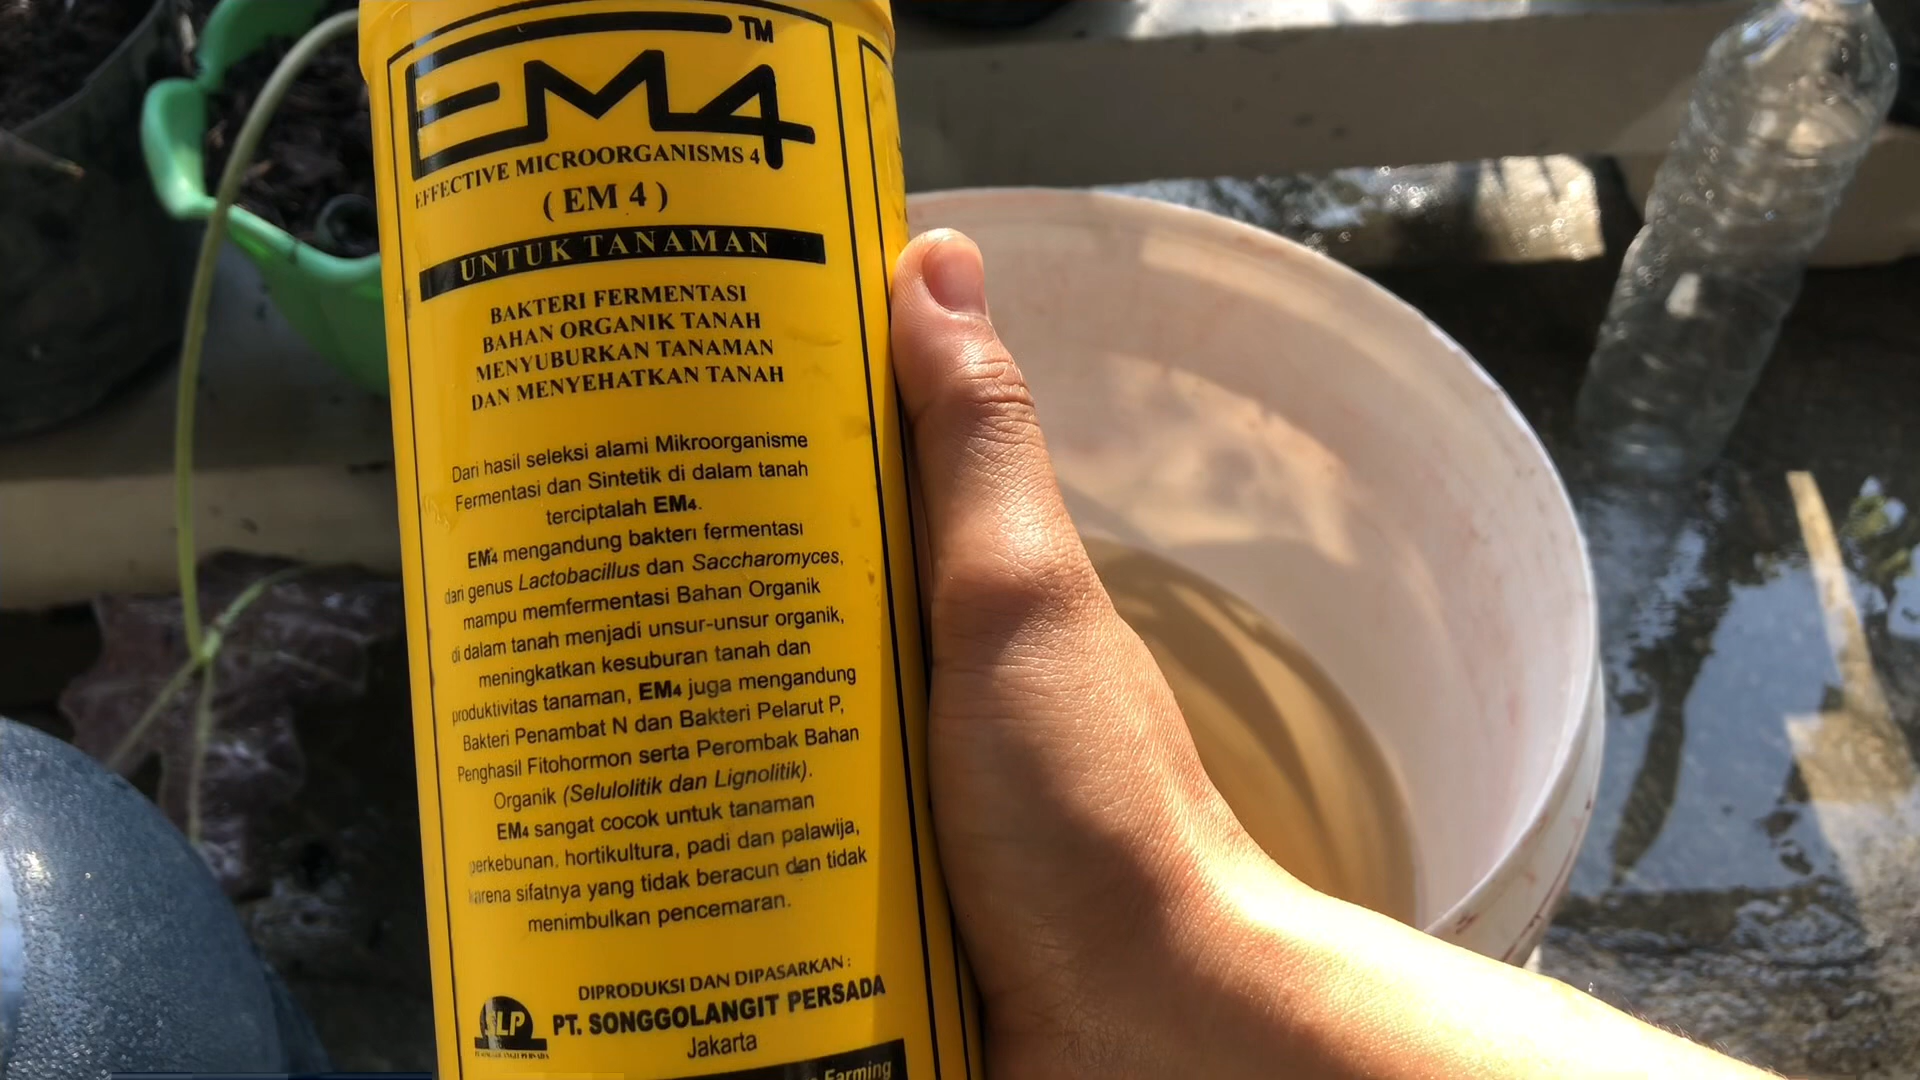 EM4 ™
EFFECTIVE MICROORGANISMS 4
( EM 4 )
UNTUK TANAMAN
BAKTERI FERMENTASI
BAHAN ORGANIK TANAH
MENYUBURKAN TANAMAN
DAN MENYEHATKAN TANAH
Dari hasil seleksi alami Mikroorganisme
Fermentasi dan Sintetik di dalam tanah
terciptalah EM4.
EM4 mengandung bakteri fermentasi
dari genus Lactobacillus dan Saccharomyces,
mampu memfermentasi Bahan Organik
di dalam tanah menjadi unsur-unsur organik,
meningkatkan kesuburan tanah dan
produktivitas tanaman, EM4 juga mengandung
Bakteri Penambat N dan Bakteri Pelarut P,
Penghasil Fitohormon serta Perombak Bahan
Organik (Selulolitik dan Lignolitik).
EM4 sangat cocok untuk tanaman
perkebunan, hortikultura, padi dan palawija,
karena sifatnya yang tidak beracun dan tidak
menimbulkan pencemaran.
DIPRODUKSI DAN DIPASARKAN :
SLP
PT. SONGGOLANGIT PERSADA
Jakarta
Farming